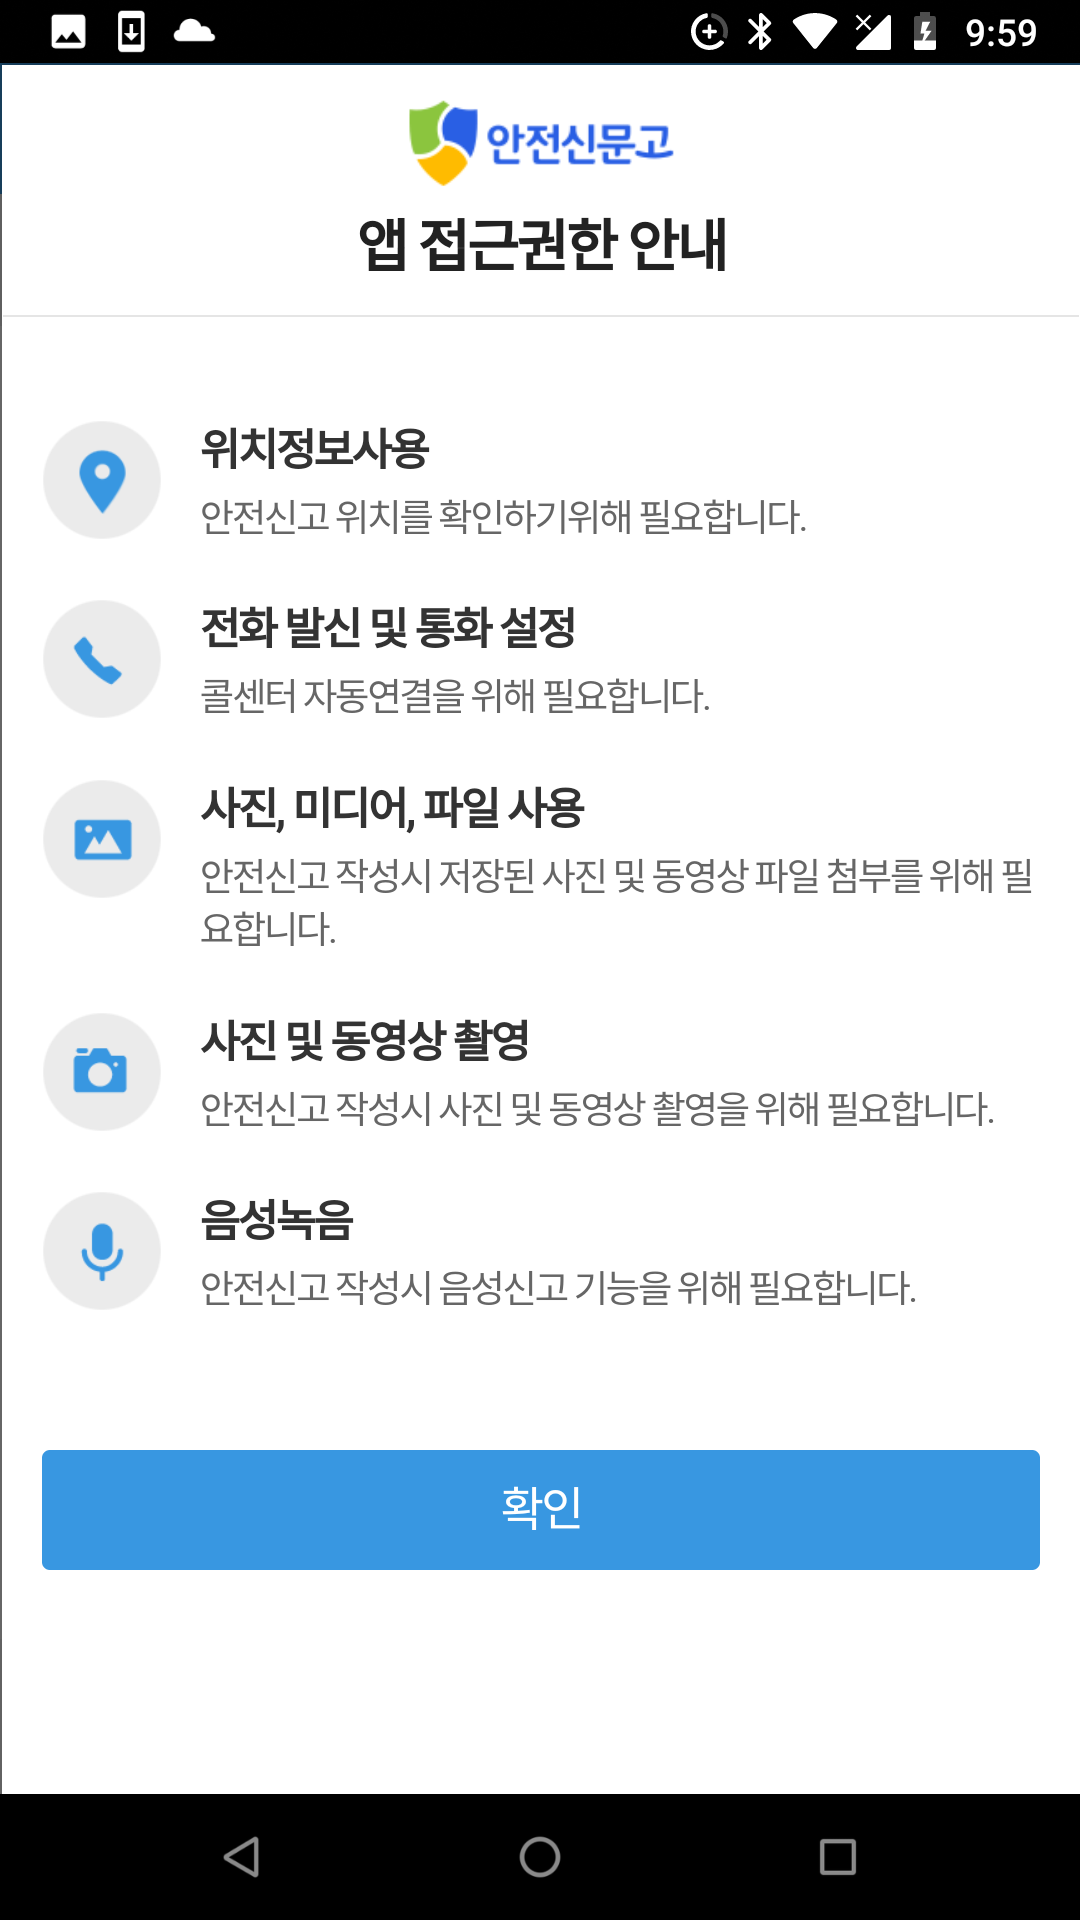 9:59
안전신문고
앱 접근권한 안내
위치정보사용
안전신고 위치를 확인하기위해 필요합니다.
전화 발신 및 통화 설정
콜센터 자동연결을 위해 필요합니다.
사진, 미디어, 파일 사용
안전신고 작성시 저장된 사진 및 동영상 파일 첨부를 위해 필
요합니다.
사진 및 동영상 촬영
안전신고 작성시 사진 및 동영상 촬영을 위해 필요합니다.
음성녹음
안전신고 작성시 음성신고 기능을 위해 필요합니다.
확인